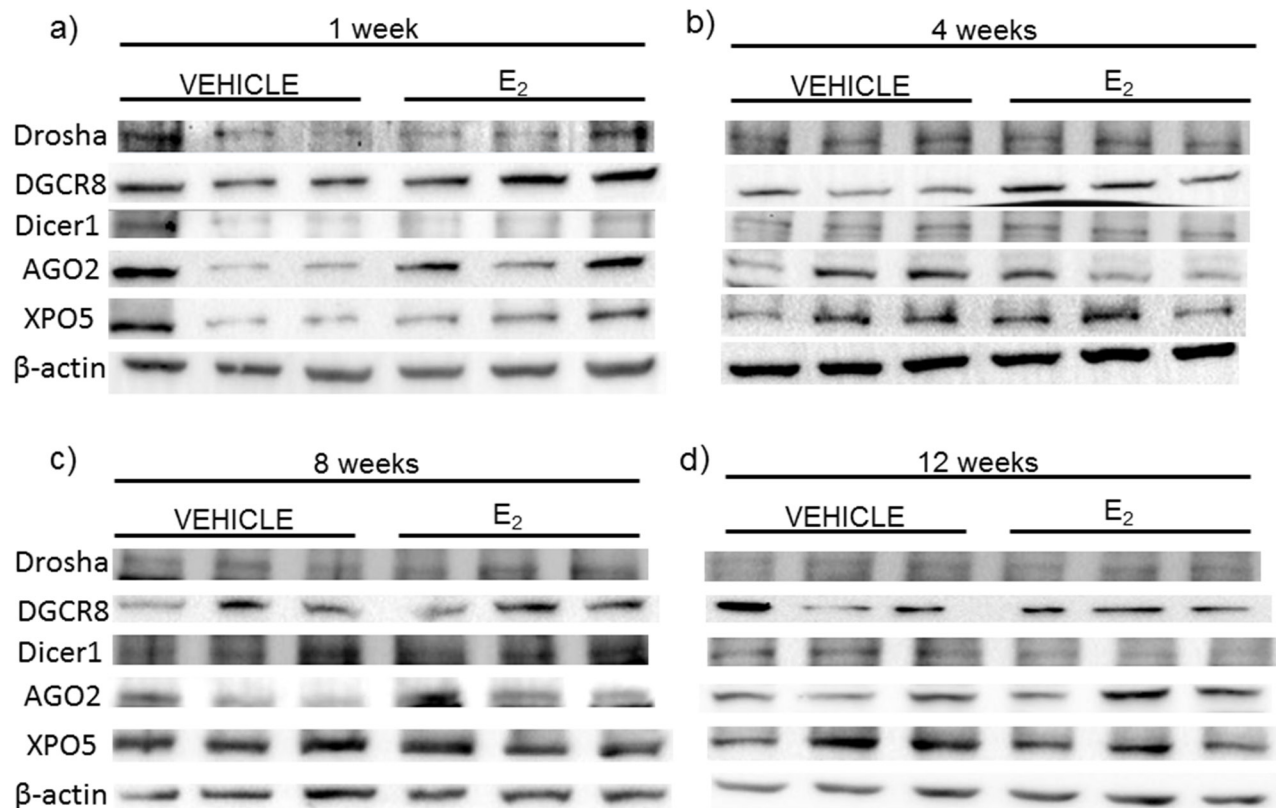 a)
1 week
VEHICLE
E₂
Drosha
DGCR8
Dicer1
AGO2
XPO5
β-actin
b)
4 weeks
VEHICLE
E₂
c)
8 weeks
VEHICLE
E₂
Drosha
DGCR8
Dicer1
AGO2
XPO5
β-actin
d)
12 weeks
VEHICLE
E₂